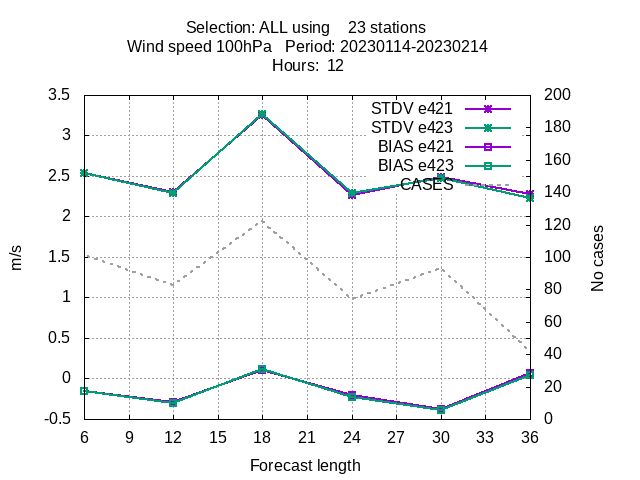 Selection: ALL using    23 stations
Wind speed 100hPa   Period: 20230114-20230214
Hours:  12
3.5
3
2.5
2
1.5
1
0.5
0
-0.5
m/s
STDV e421
STDV e423
BIAS e421
BIAS e423
CASES
200
180
160
140
120
100
80
60
40
20
0
No cases
6 9 12 15 18 21 24 27 30 33 36
Forecast length